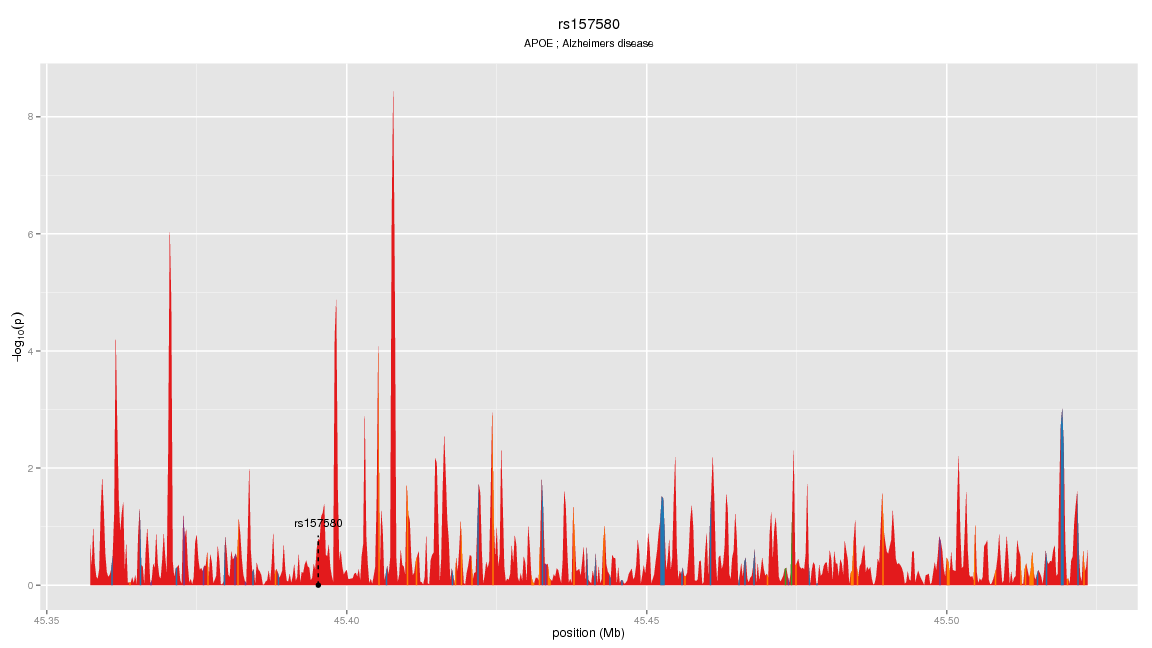 rs157580
APOE ; Alzheimers disease
8
6
4
2
0
−log10(p)
rs157580
45.35
45.40
45.45
45.50
position (Mb)